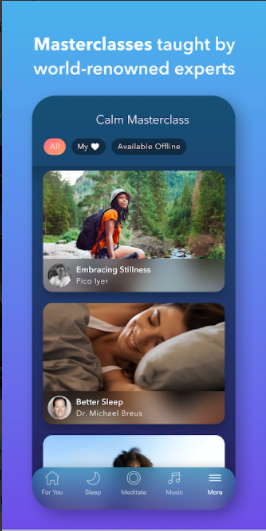 Masterclasses taught by
world-renowned experts
Calm Masterclass
All
My
Available Offline
Embracing Stillness
Pico Iyer
Better Sleep
Dr. Michael Breus
For You
Sleep
Meditate
Music
More